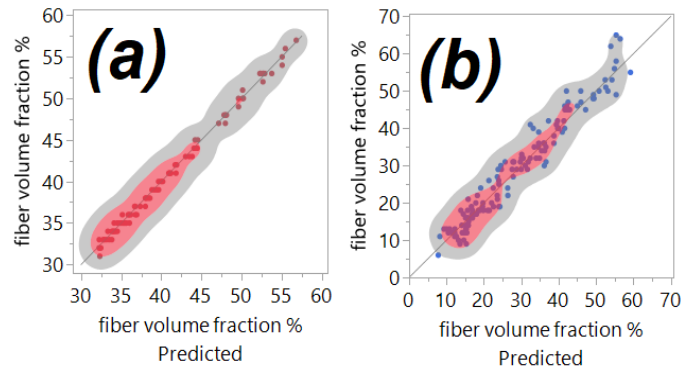 (a)
fiber volume fraction %
60
55
50
45
40
35
30
30 35 40 45 50 55 60
fiber volume fraction %
Predicted
(b)
fiber volume fraction %
70
60
50
40
30
20
10
0
0 10 20 30 40 50 60 70
fiber volume fraction %
Predicted